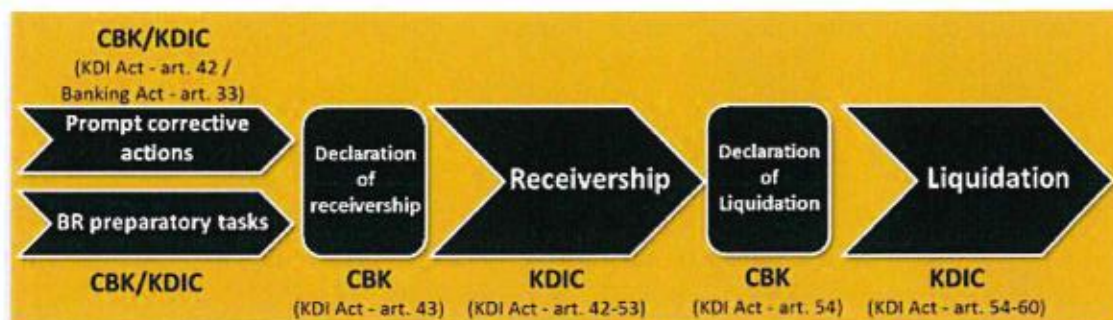 CBK/KDIC
(KDI Act - art. 42 /
Banking Act - art. 33)
Prompt corrective
actions
BR preparatory tasks
CBK/KDIC
Declaration
of
receivership
CBK
(KDI Act - art. 43)
Receivership
KDIC
(KDI Act - art. 42-53)
Declaration
of
Liquidation
CBK
(KDI Act - art. 54)
Liquidation
KDIC
(KDI Act - art. 54-60)